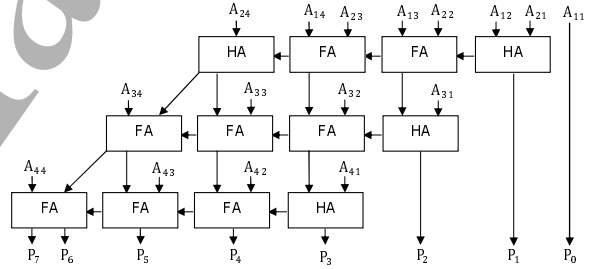 A₂₄ A₁₄ A₂₃ A₁₃ A₂₂ A₁₂ A₂₁ A₁₁
HA FA FA HA
A₃₄ A₃₃ A₃₂ A₃₁
FA FA FA HA
A₄₄ A₄₃ A₄₂ A₄₁
FA FA FA HA
P₇ P₆ P₅ P₄ P₃ P₂ P₁ P₀